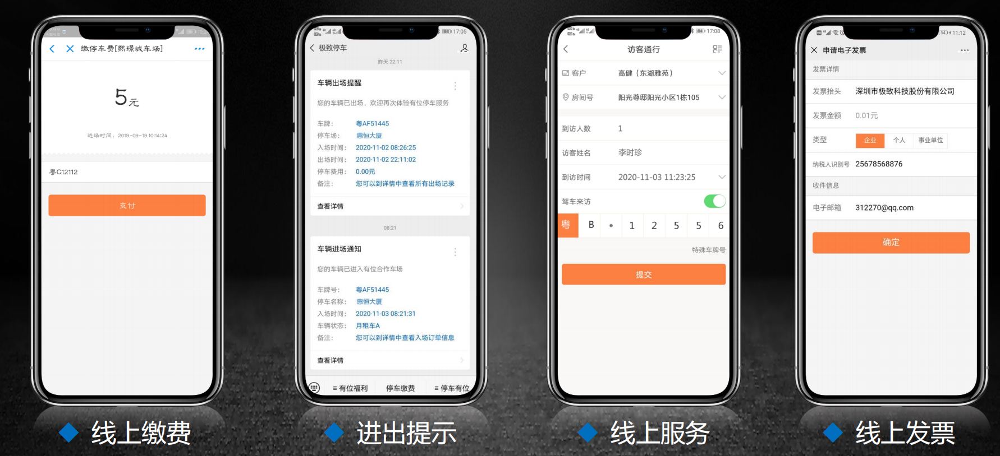 缴停车费[熙璟城车场]
5元
进场时间：2019-09-19 10:14:24
粤C12112
支付
线上缴费
17:05
极致停车
昨天 22:11
车辆出场提醒
您的车辆已出场，欢迎再次体验有位停车服务
车牌： 粤AF51445
停车场： 惠恒大厦
入场时间： 2020-11-02 08:26:25
出场时间： 2020-11-02 22:11:02
停车费用： 0.00元
备注： 您可以到详情中查看所有出场记录
查看详情
08:21
车辆进场通知
您的车辆已进入有位合作车场
车牌号： 粤AF51445
停车名称： 惠恒大厦
入场时间： 2020-11-03 08:21:31
车辆状态： 月租车A
备注： 您可以到详情中查看入场订单信息
查看详情
有位福利 停车缴费 停车有位
进出提示
17:08
访客通行
客户 高健（东湖雅苑）
房间号 阳光尊邸阳光小区1栋105
到访人数 1
访客姓名 李时珍
到访时间 2020-11-03 11:23:25
驾车来访
粤 B • 1 2 5 5 6
特殊车牌号
提交
线上服务
11:12
申请电子发票
发票详情
发票抬头 深圳市极致科技股份有限公司
发票金额 0.01元
类型 企业 个人 事业单位
纳税人识别号 25678568876
收件信息
电子邮箱 312270@qq.com
确定
线上发票